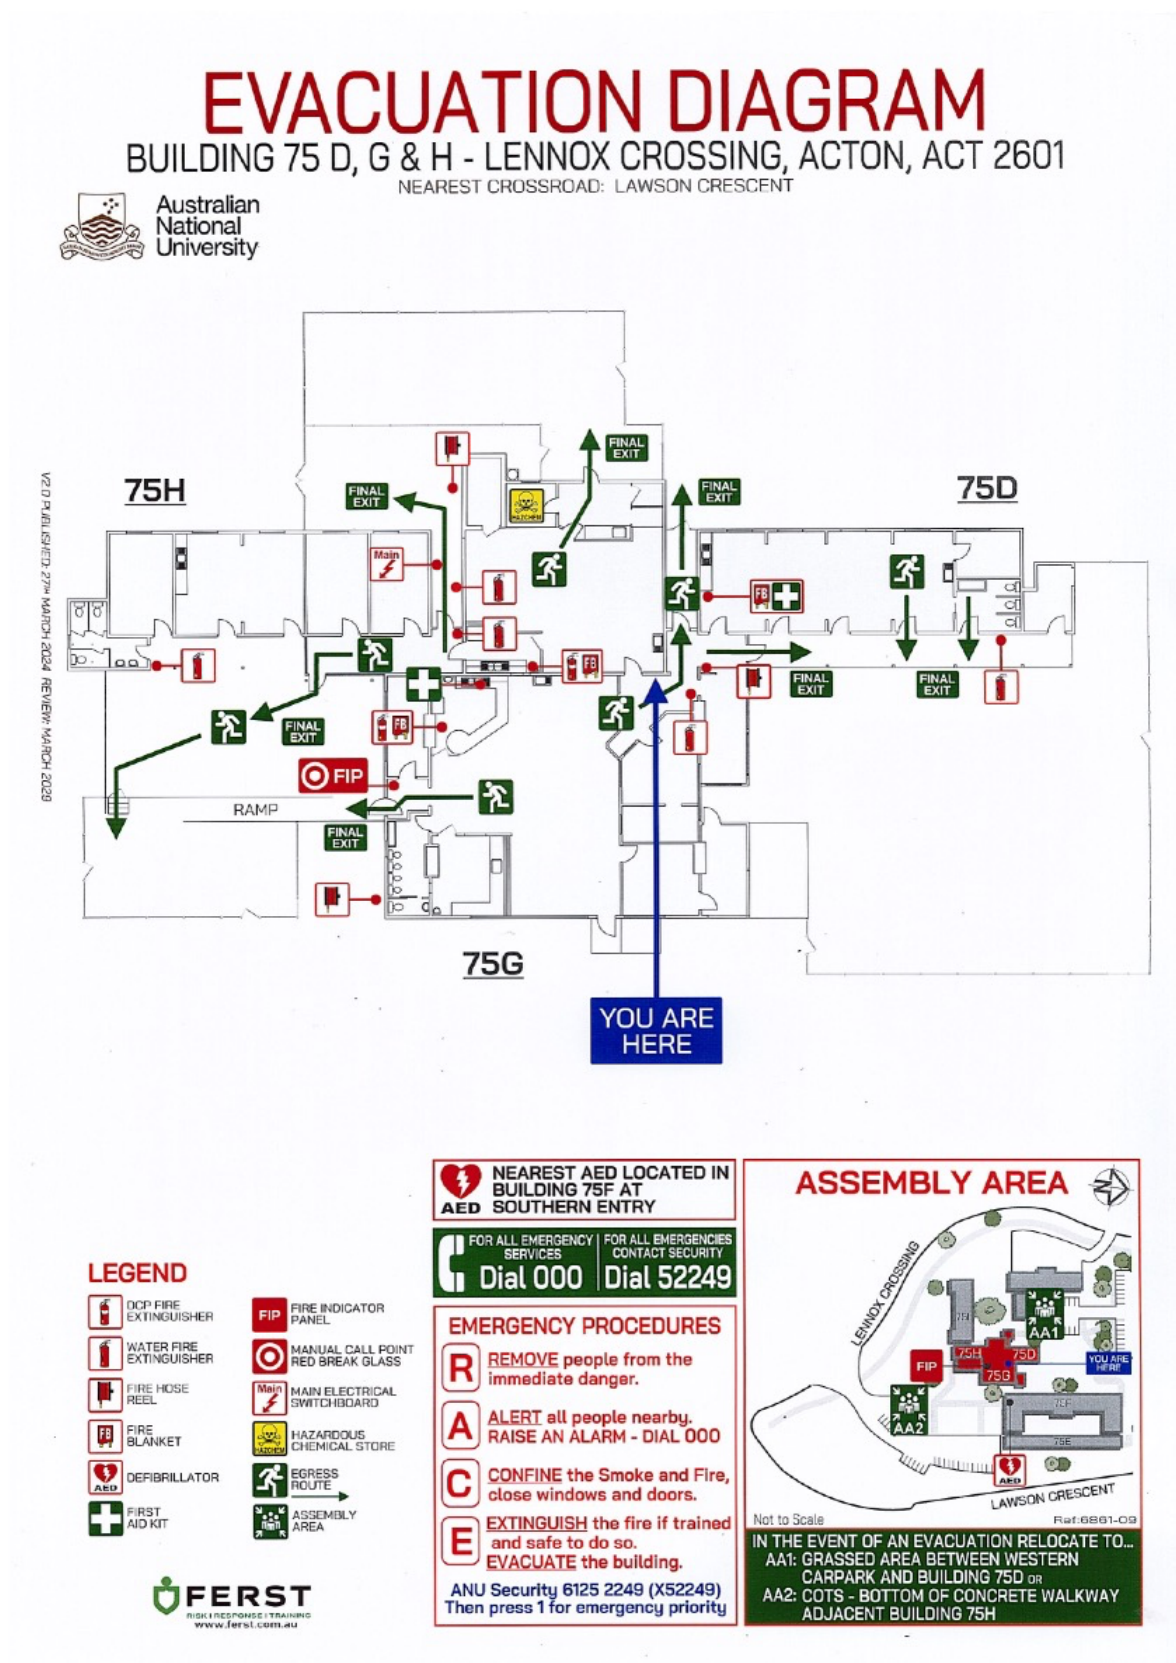 EVACUATION DIAGRAM
BUILDING 75 D, G & H - LENNOX CROSSING, ACTON, ACT 2601
NEAREST CROSSROAD: LAWSON CRESCENT
Australian
National
University
V2.0 PUBLISHED: 27TH MARCH 2024 REVIEW: MARCH 2029
75H
FINAL
EXIT
FINAL
EXIT
FINAL
EXIT
75D
HAZCHEM
Main
FB
FB
FINAL
EXIT
FINAL
EXIT
FB
FINAL
EXIT
FIP
RAMP
FINAL
EXIT
75G
YOU ARE
HERE
LEGEND
DCP FIRE
EXTINGUISHER
WATER FIRE
EXTINGUISHER
FIRE HOSE
REEL
FB
FIRE
BLANKET
AED
DEFIBRILLATOR
FIRST
AID KIT
FIP
FIRE INDICATOR
PANEL
MANUAL CALL POINT
RED BREAK GLASS
Main
MAIN ELECTRICAL
SWITCHBOARD
HAZCHEM
HAZARDOUS
CHEMICAL STORE
EGRESS
ROUTE
ASSEMBLY
AREA
FERST
RISK | RESPONSE | TRAINING
www.ferst.com.au
AED
NEAREST AED LOCATED IN
BUILDING 75F AT
SOUTHERN ENTRY
FOR ALL EMERGENCY
SERVICES
Dial 000
FOR ALL EMERGENCIES
CONTACT SECURITY
Dial 52249
EMERGENCY PROCEDURES
R REMOVE people from the
immediate danger.
A ALERT all people nearby.
RAISE AN ALARM - DIAL 000
C CONFINE the Smoke and Fire,
close windows and doors.
E EXTINGUISH the fire if trained
and safe to do so.
EVACUATE the building.
ANU Security 6125 2249 (X52249)
Then press 1 for emergency priority
ASSEMBLY AREA
N
LENNOX CROSSING
75I
AA1
75H
75D
75G
FIP
YOU ARE
HERE
AA2
75F
75E
AED
LAWSON CRESCENT
Not to Scale
Ref:6861-09
IN THE EVENT OF AN EVACUATION RELOCATE TO...
AA1: GRASSED AREA BETWEEN WESTERN
CARPARK AND BUILDING 75D OR
AA2: COTS - BOTTOM OF CONCRETE WALKWAY
ADJACENT BUILDING 75H